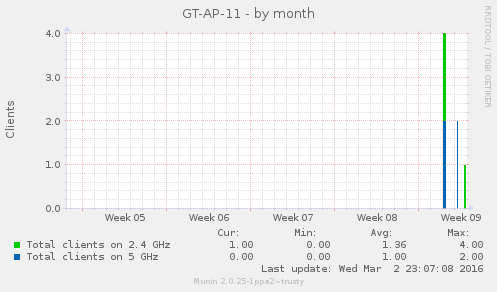 GT-AP-11 - by month
RRDTOOL / TOBI OETIKER
Clients
4.0
3.0
2.0
1.0
0.0
Week 05 Week 06 Week 07 Week 08 Week 09
Cur: Min: Avg: Max:
Total clients on 2.4 GHz 1.00 0.00 1.36 4.00
Total clients on 5 GHz 0.00 0.00 1.00 2.00
Last update: Wed Mar 2 23:07:08 2016
Munin 2.0.25-1ppa2~trusty